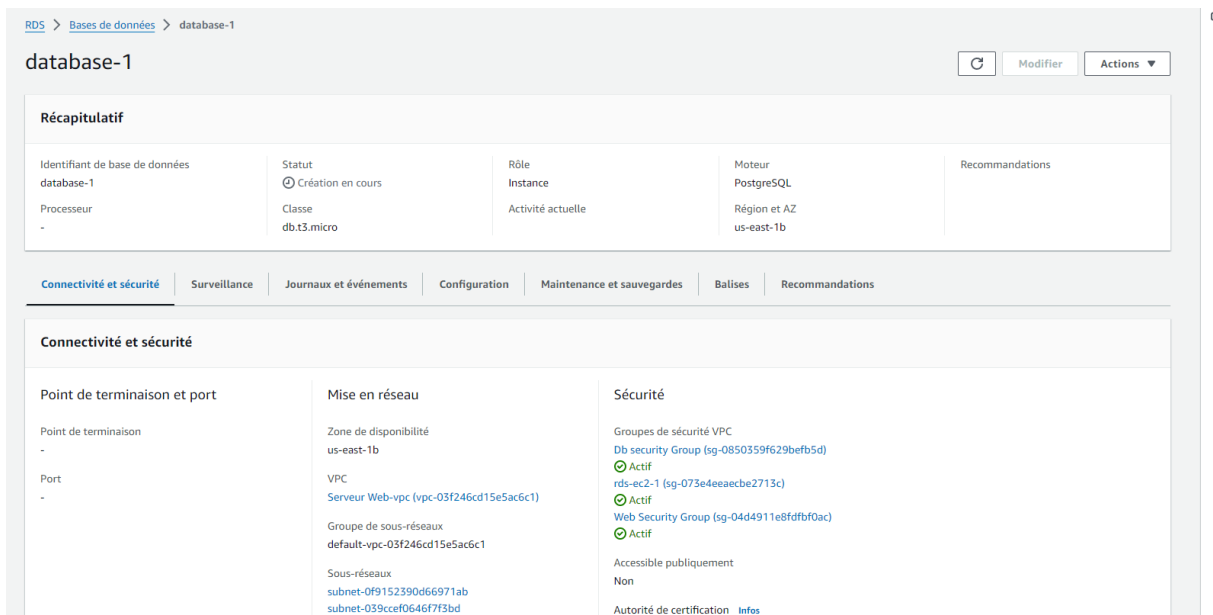 RDS > Bases de données > database-1
database-1
Modifier
Actions
Récapitulatif
Identifiant de base de données
database-1
Statut
Création en cours
Rôle
Instance
Moteur
PostgreSQL
Recommandations
Processeur
-
Classe
db.t3.micro
Activité actuelle
Région et AZ
us-east-1b
Connectivité et sécurité
Surveillance
Journaux et événements
Configuration
Maintenance et sauvegardes
Balises
Recommandations
Connectivité et sécurité
Point de terminaison et port
Point de terminaison
-
Port
-
Mise en réseau
Zone de disponibilité
us-east-1b
VPC
Serveur Web-vpc (vpc-03f246cd15e5ac6c1)
Groupe de sous-réseaux
default-vpc-03f246cd15e5ac6c1
Sous-réseaux
subnet-0f9152390d66971ab
subnet-039ccef0646f7f3bd
Sécurité
Groupes de sécurité VPC
Db security Group (sg-0850359f629befb5d)
Actif
rds-ec2-1 (sg-073e4eeaecbe2713c)
Actif
Web Security Group (sg-04d4911e8fdfbf0ac)
Actif
Accessible publiquement
Non
Autorité de certification Infos